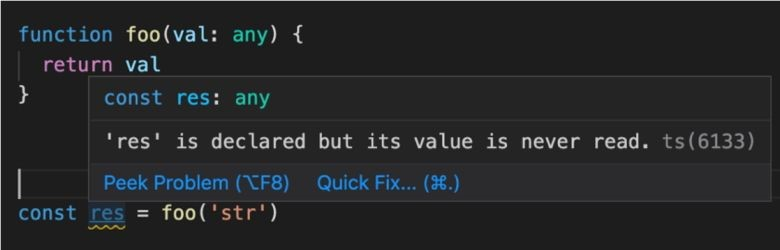 function foo(val: any) {
return val
}
const res: any
'res' is declared but its value is never read. ts(6133)
Peek Problem (⌥F8) Quick Fix... (⌘.)
const res = foo('str')